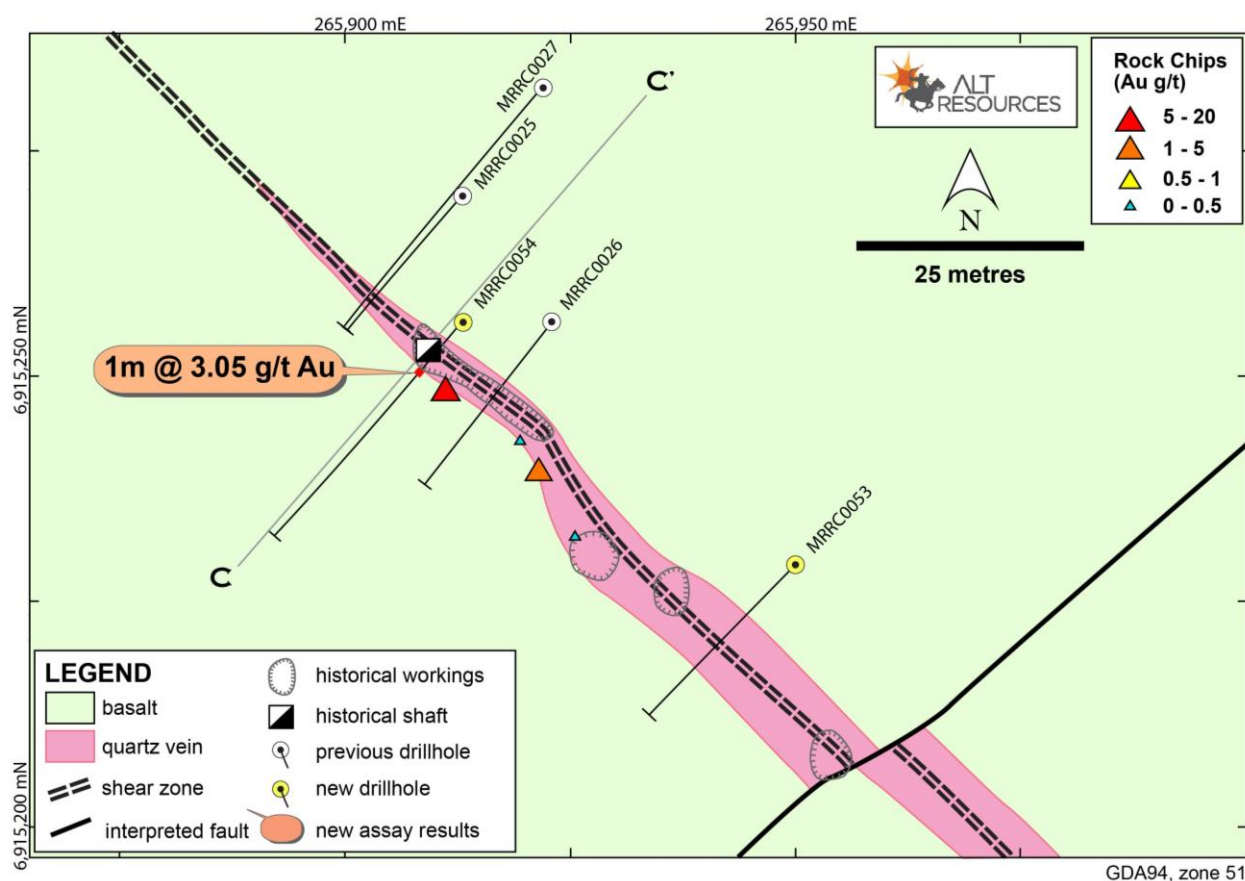 265,900 mE
265,950 mE
MRRC0027
MRRC0025
C'
ALT
RESOURCES
Rock Chips
(Au g/t)
5 - 20
1 - 5
0.5 - 1
0 - 0.5
N
25 metres
MRRC0054
MRRC0026
6,915,250 mN
1m @ 3.05 g/t Au
MRRC0053
C
LEGEND
basalt
quartz vein
shear zone
interpreted fault
historical workings
historical shaft
previous drillhole
new drillhole
new assay results
6,915,200 mN
GDA94, zone 51